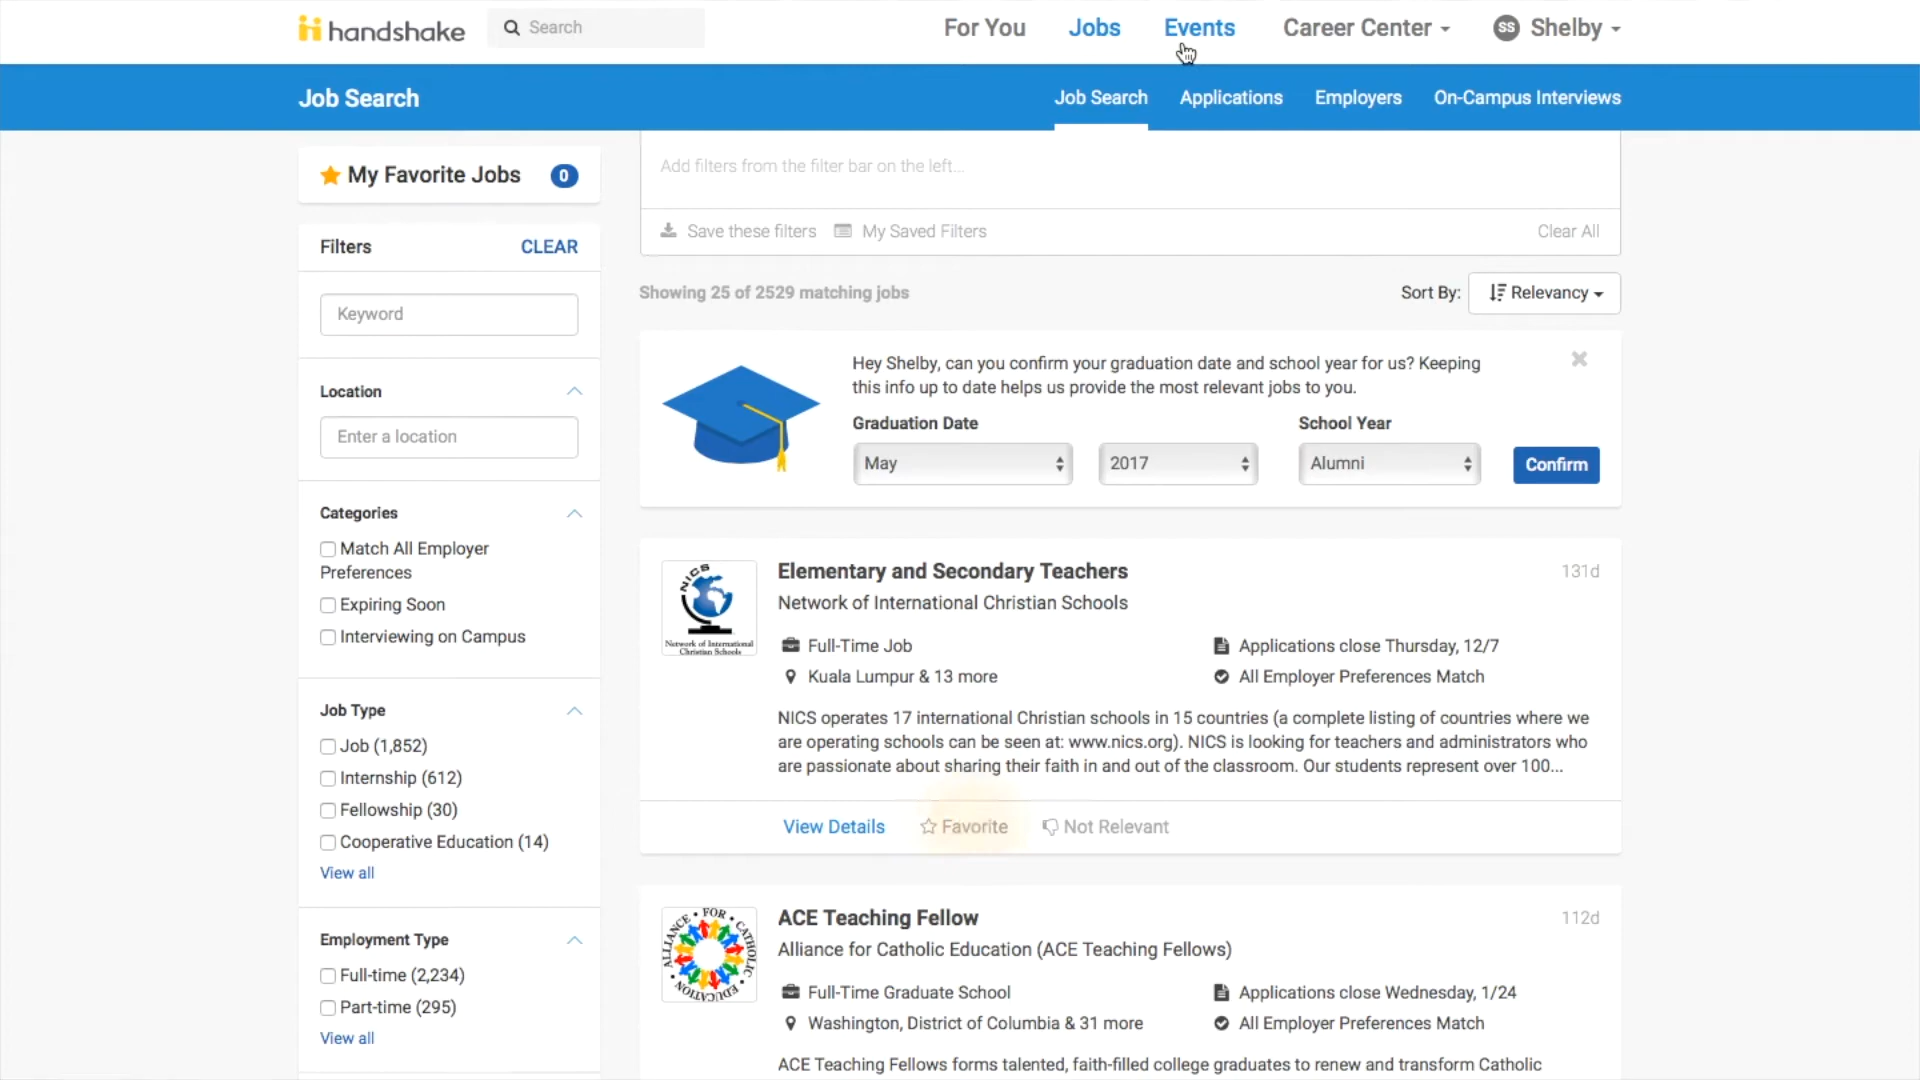 handshake
Search
For You
Jobs
Events
Career Center
SS
Shelby
Job Search
Job Search
Applications
Employers
On-Campus Interviews
My Favorite Jobs
0
Filters
CLEAR
Keyword
Location
Enter a location
Categories
Match All Employer
Preferences
Expiring Soon
Interviewing on Campus
Job Type
Job (1,852)
Internship (612)
Fellowship (30)
Cooperative Education (14)
View all
Employment Type
Full-time (2,234)
Part-time (295)
View all
Add filters from the filter bar on the left...
Save these filters
My Saved Filters
Clear All
Showing 25 of 2529 matching jobs
Sort By:
Relevancy
Hey Shelby, can you confirm your graduation date and school year for us? Keeping
this info up to date helps us provide the most relevant jobs to you.
Graduation Date
School Year
May
2017
Alumni
Confirm
NICS
Network of International
Christian Schools
Elementary and Secondary Teachers
131d
Network of International Christian Schools
Full-Time Job
Applications close Thursday, 12/7
Kuala Lumpur & 13 more
All Employer Preferences Match
NICS operates 17 international Christian schools in 15 countries (a complete listing of countries where we
are operating schools can be seen at: www.nics.org). NICS is looking for teachers and administrators who
are passionate about sharing their faith in and out of the classroom. Our students represent over 100...
View Details
Favorite
Not Relevant
ALLIANCE • FOR • CATHOLIC • EDUCATION •
ACE Teaching Fellow
112d
Alliance for Catholic Education (ACE Teaching Fellows)
Full-Time Graduate School
Applications close Wednesday, 1/24
Washington, District of Columbia & 31 more
All Employer Preferences Match
ACE Teaching Fellows forms talented, faith-filled college graduates to renew and transform Catholic